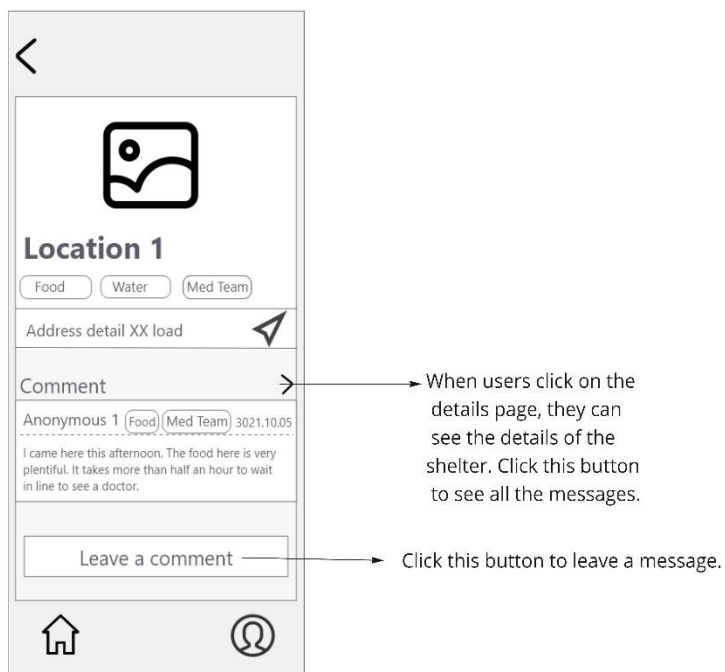 Location 1
Food Water Med Team
Address detail XX load
Comment
Anonymous 1 Food Med Team 3021.10.05
I came here this afternoon. The food here is very
plentiful. It takes more than half an hour to wait
in line to see a doctor.
Leave a comment
When users click on the
details page, they can
see the details of the
shelter. Click this button
to see all the messages.
Click this button to leave a message.